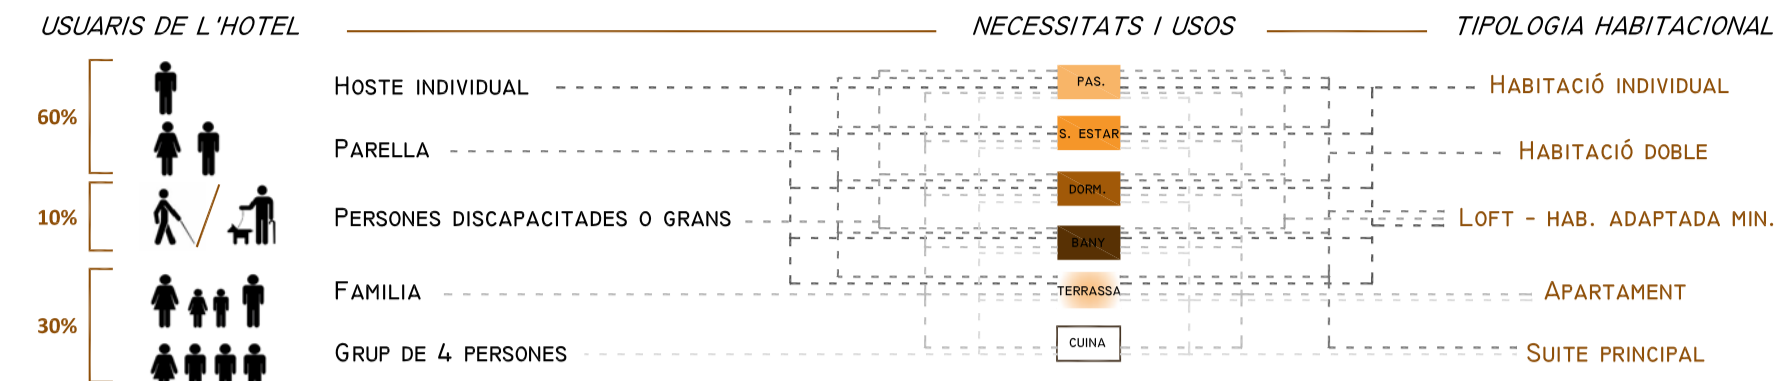 USUARIS DE L'HOTEL
NECESSITATS I USOS
TIPOLOGIA HABITACIONAL
60%
HOSTE INDIVIDUAL
PAS.
HABITACIÓ INDIVIDUAL
S. ESTAR
PARELLA
HABITACIÓ DOBLE
DORM.
10%
PERSONES DISCAPACITADES O GRANS
LOFT - HAB. ADAPTADA MIN.
BANY
FAMILIA
TERRASSA
APARTAMENT
30%
GRUP DE 4 PERSONES
CUINA
SUITE PRINCIPAL